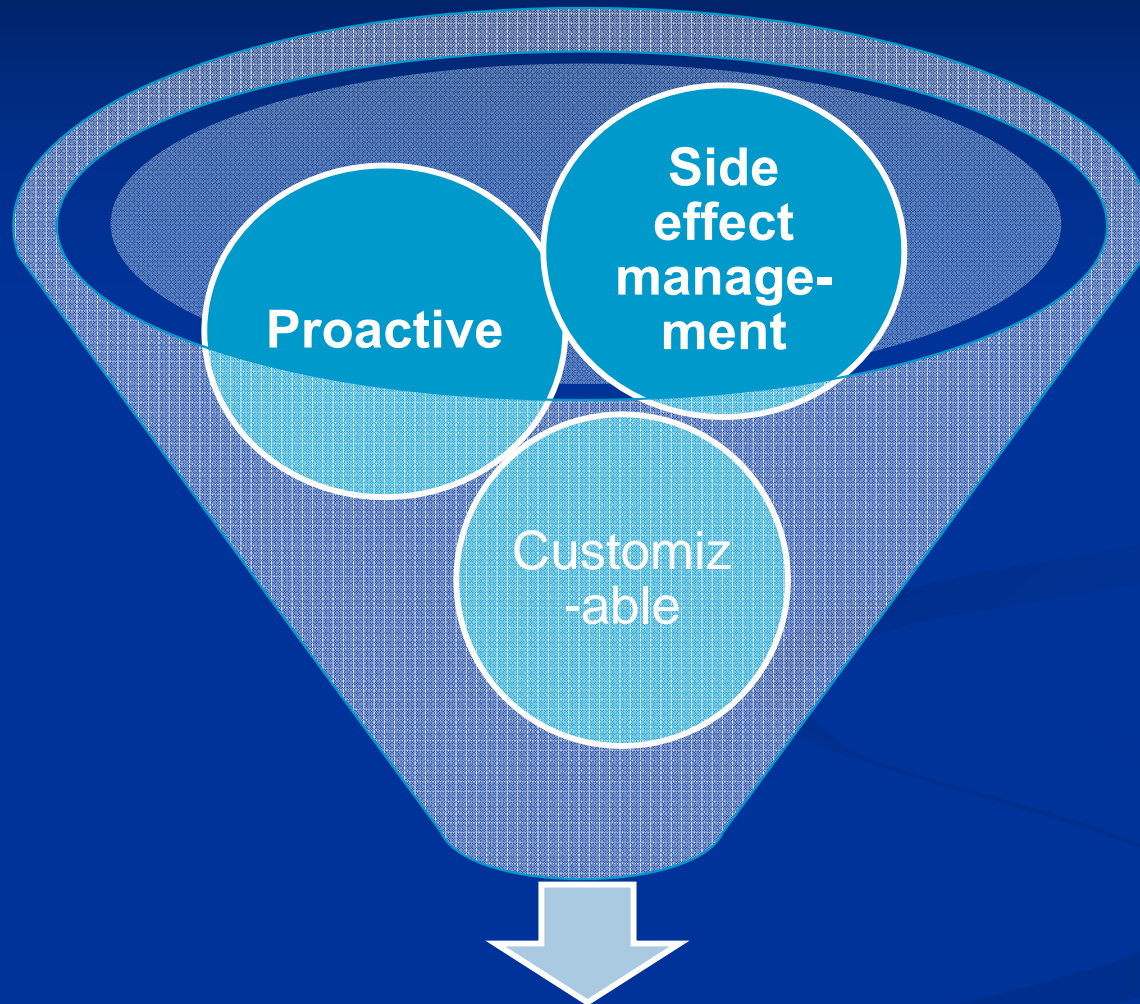 Side
effect
manage-
ment
Proactive
Customiz
-able